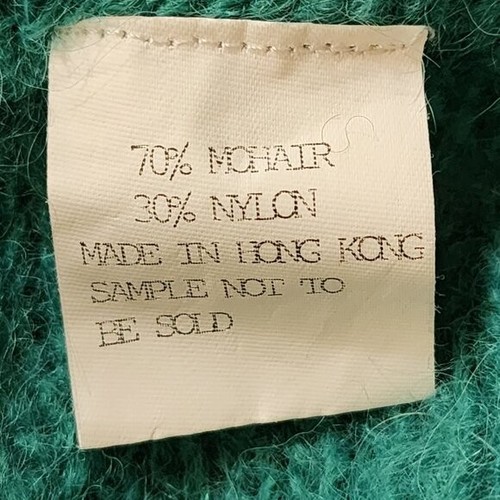 70% MOHAIR
30% NYLON
MADE IN HONG KONG
SAMPLE NOT TO
BE SOLD